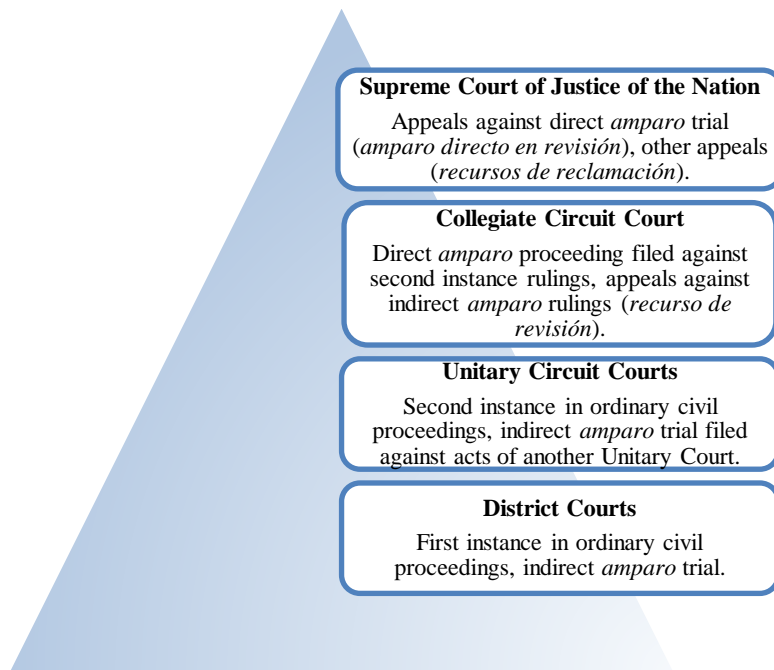 Supreme Court of Justice of the Nation
Appeals against direct amparo trial
(amparo directo en revisión), other appeals
(recursos de reclamación).
Collegiate Circuit Court
Direct amparo proceeding filed against
second instance rulings, appeals against
indirect amparo rulings (recurso de
revisión).
Unitary Circuit Courts
Second instance in ordinary civil
proceedings, indirect amparo trial filed
against acts of another Unitary Court.
District Courts
First instance in ordinary civil
proceedings, indirect amparo trial.